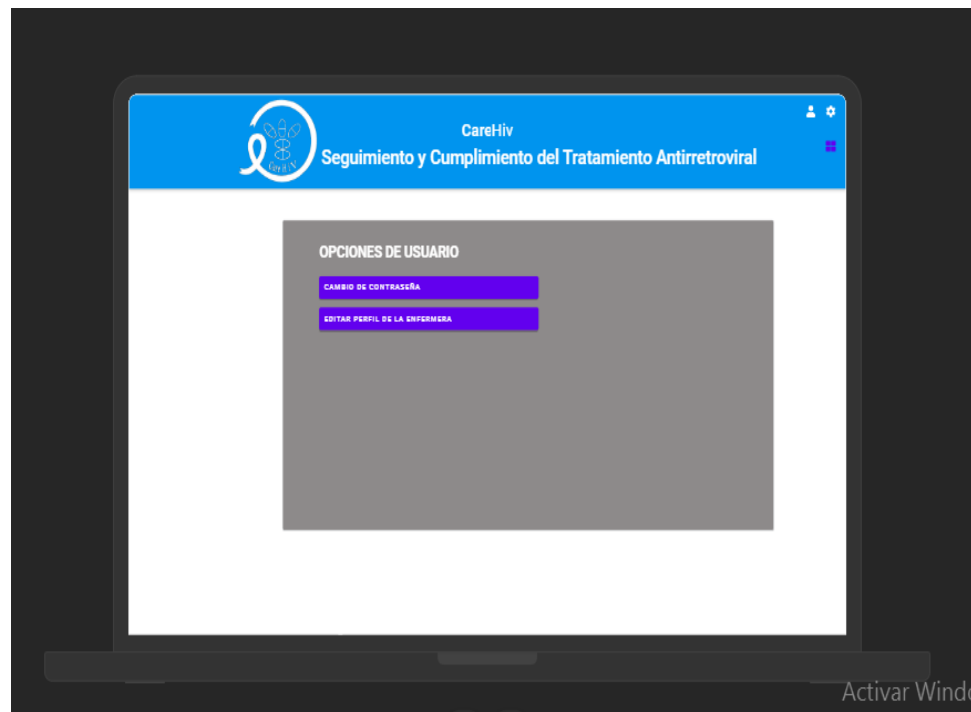 CareHiv
Seguimiento y Cumplimiento del Tratamiento Antirretroviral
OPCIONES DE USUARIO
CAMBIO DE CONTRASEÑA
EDITAR PERFIL DE LA ENFERMERA
Activar Windo